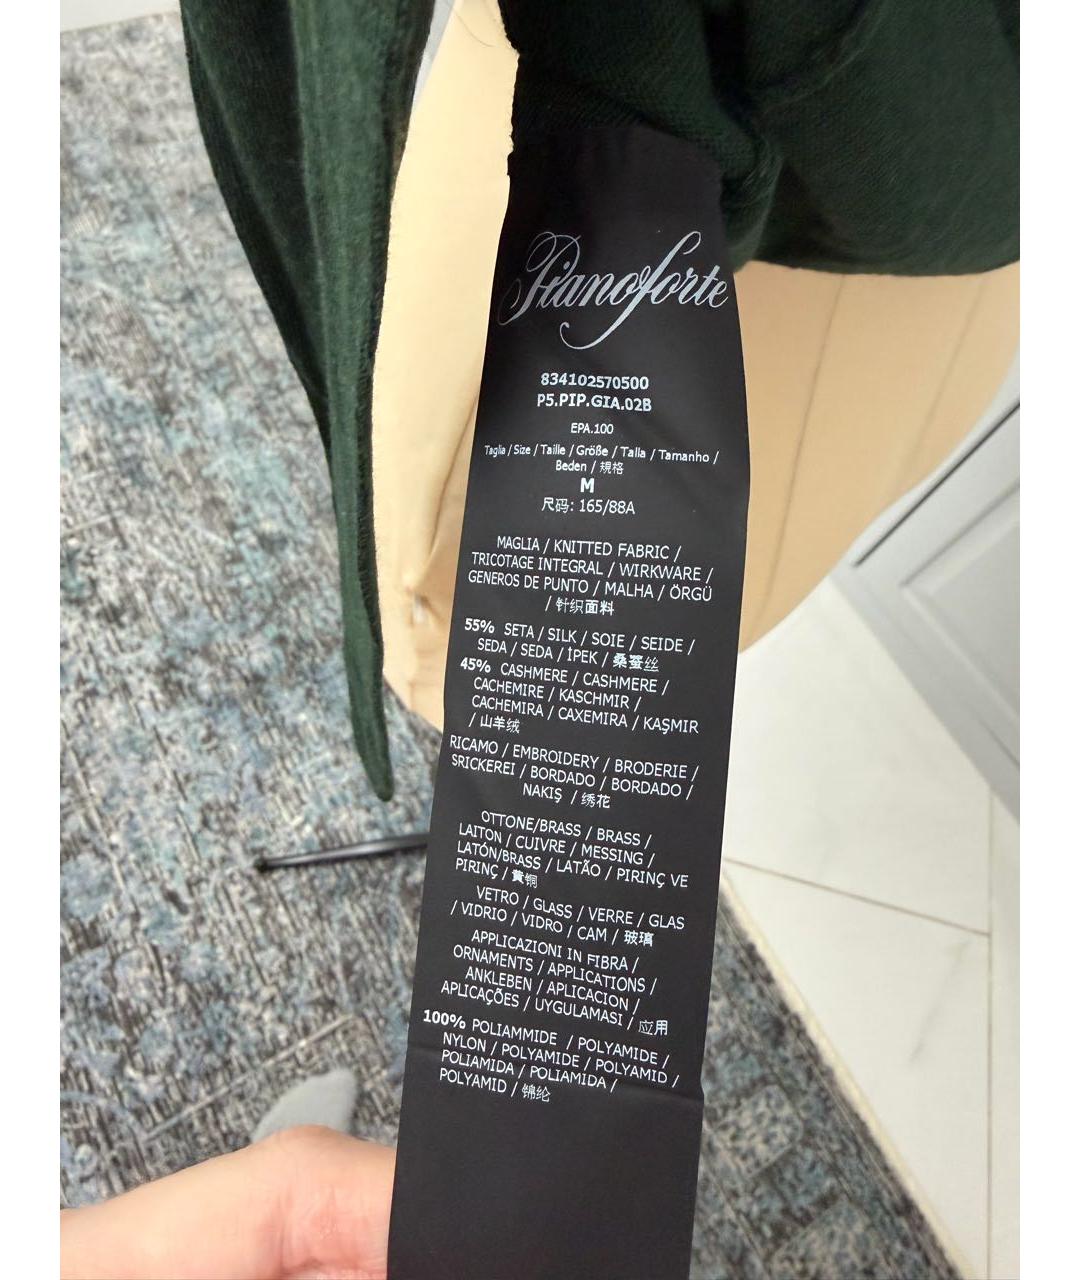 Pianoforte
834102570500
P5.PIP.GIA.02B
EPA.100
Taglia / Size / Taille / Größe / Talla / Tamanho /
Beden / 規格
M
尺码: 165/88A
MAGLIA / KNITTED FABRIC /
TRICOTAGE INTEGRAL / WIRKWARE /
GENEROS DE PUNTO / MALHA / ÖRGÜ
/ 针织面料
55% SETA / SILK / SOIE / SEIDE /
SEDA / SEDA / İPEK / 桑蚕丝
45% CASHMERE / CASHMERE /
CACHEMIRE / KASCHMIR /
CACHEMIRA / CAXEMIRA / KAŞMIR
/ 山羊绒
RICAMO / EMBROIDERY / BRODERIE /
SRICKEREI / BORDADO / BORDADO /
NAKIŞ / 绣花
OTTONE/BRASS / BRASS /
LAITON / CUIVRE / MESSING /
LATÓN/BRASS / LATÃO / PIRINÇ VE
PIRINÇ / 黄铜
VETRO / GLASS / VERRE / GLAS
/ VIDRIO / VIDRO / CAM / 玻璃
APPLICAZIONI IN FIBRA /
ORNAMENTS / APPLICATIONS /
ANKLEBEN / APLICACION /
APLICAÇÕES / UYGULAMASI / 应用
100% POLIAMMIDE / POLYAMIDE /
NYLON / POLYAMIDE / POLYAMID /
POLIAMIDA / POLIAMIDA /
POLYAMID / 锦纶